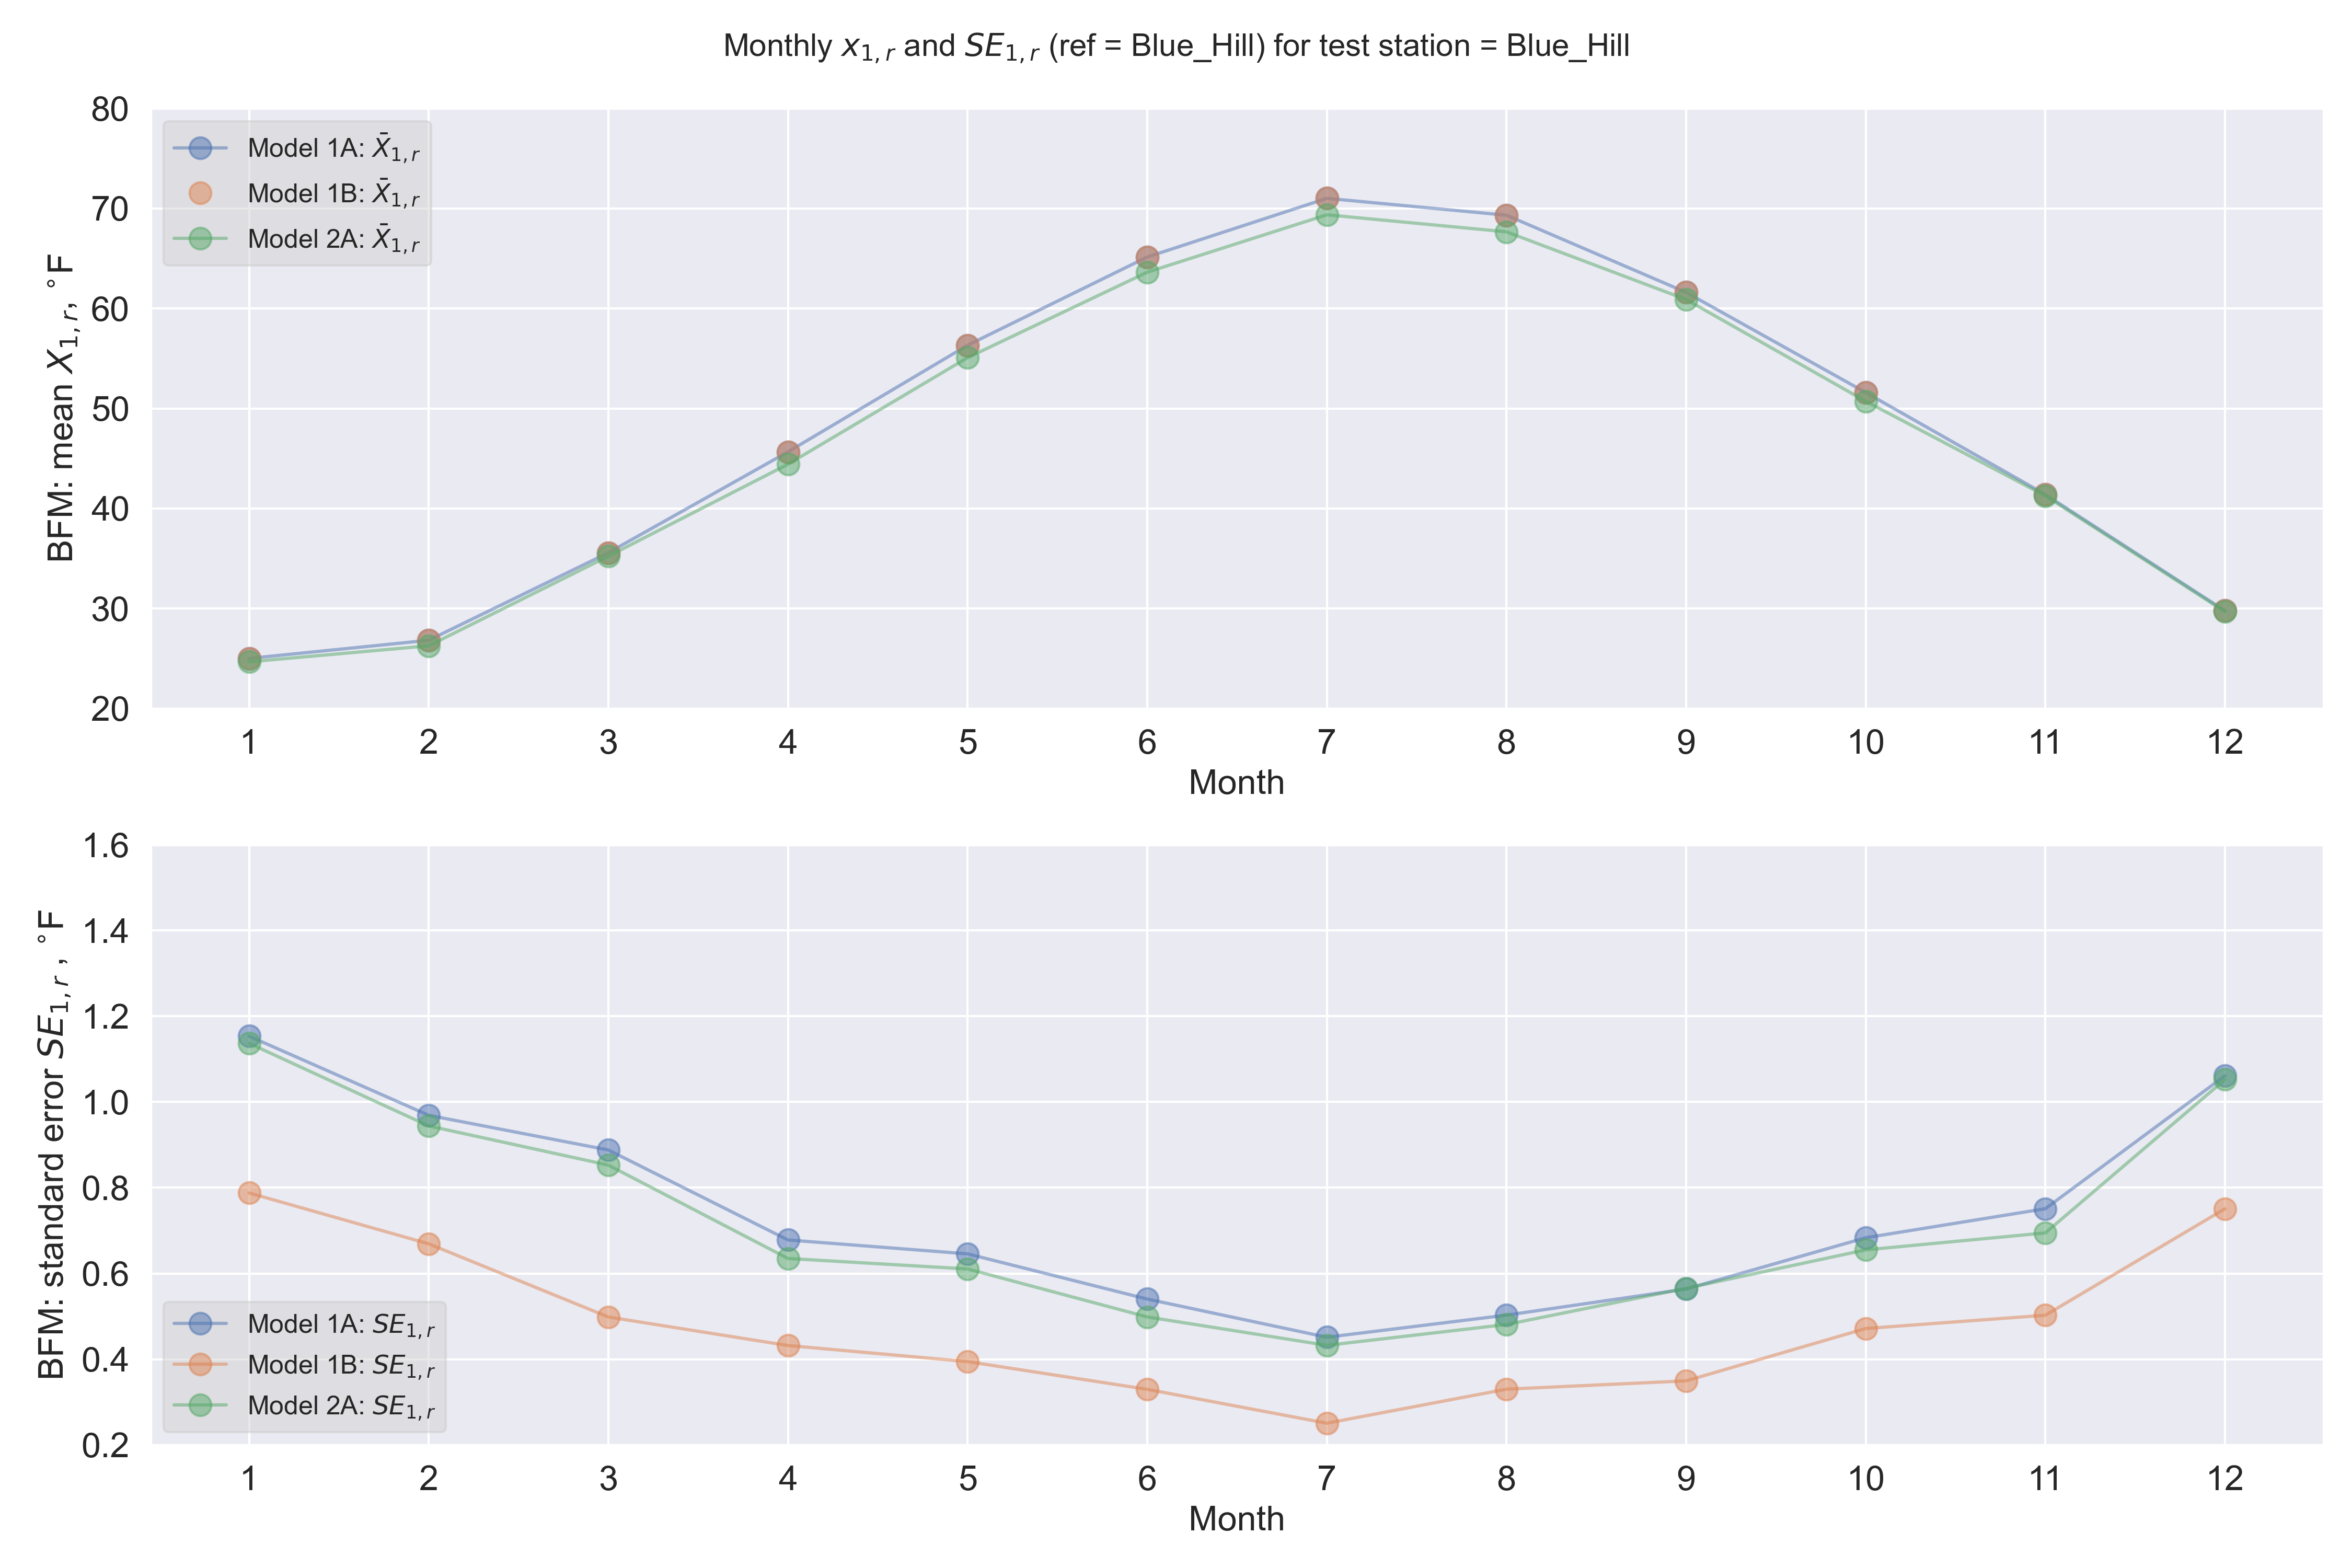 Monthly x₁,ᵣ and SE₁,ᵣ (ref = Blue_Hill) for test station = Blue_Hill
80
70
60
50
40
30
20
BFM: mean X₁,ᵣ, °F
Model 1A: X̄₁,ᵣ
Model 1B: X̄₁,ᵣ
Model 2A: X̄₁,ᵣ
1 2 3 4 5 6 7 8 9 10 11 12
Month
1.6
1.4
1.2
1.0
0.8
0.6
0.4
0.2
BFM: standard error SE₁,ᵣ , °F
Model 1A: SE₁,ᵣ
Model 1B: SE₁,ᵣ
Model 2A: SE₁,ᵣ
1 2 3 4 5 6 7 8 9 10 11 12
Month